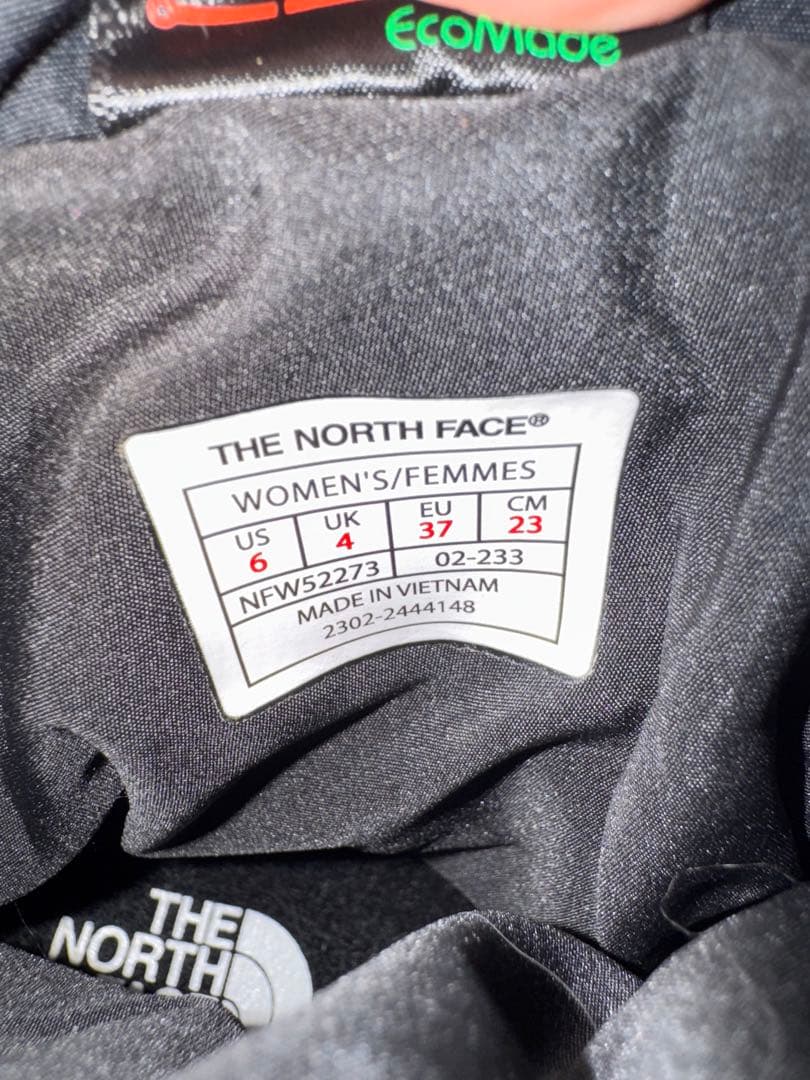 EcoMade
THE NORTH FACE®
WOMEN'S/FEMMES
US UK EU CM
6 4 37 23
NFW52273 02-233
MADE IN VIETNAM
2302-2444148
THE
NORTH